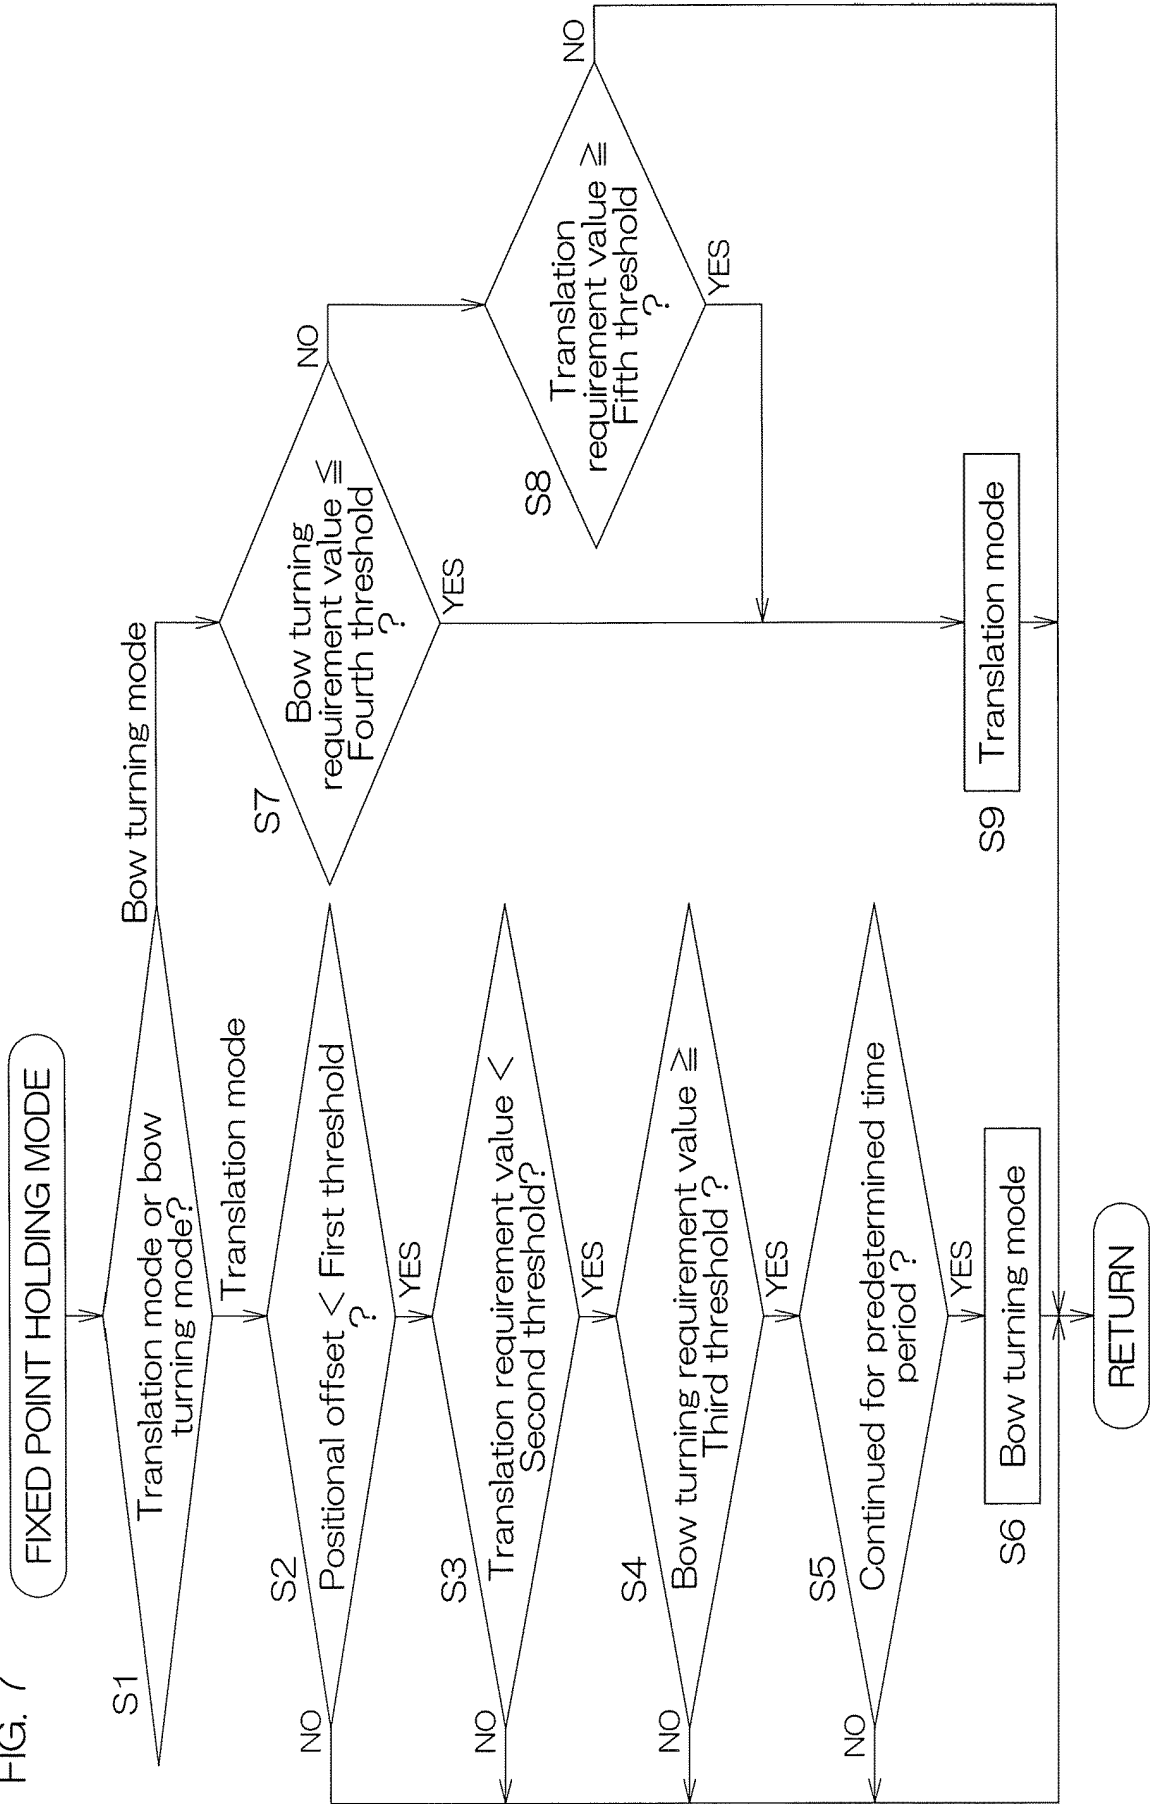 FIG. 7
FIXED POINT HOLDING MODE
S1
Translation mode or bow
turning mode?
Bow turning mode
Translation mode
S2
Positional offset < First threshold
?
NO
YES
S3
Translation requirement value <
Second threshold?
NO
YES
S4
Bow turning requirement value ≧
Third threshold ?
NO
YES
S5
Continued for predetermined time
period ?
NO
YES
S6
Bow turning mode
S7
Bow turning
requirement value ≦
Fourth threshold
?
NO
YES
S8
Translation
requirement value ≧
Fifth threshold
?
NO
YES
S9
Translation mode
RETURN